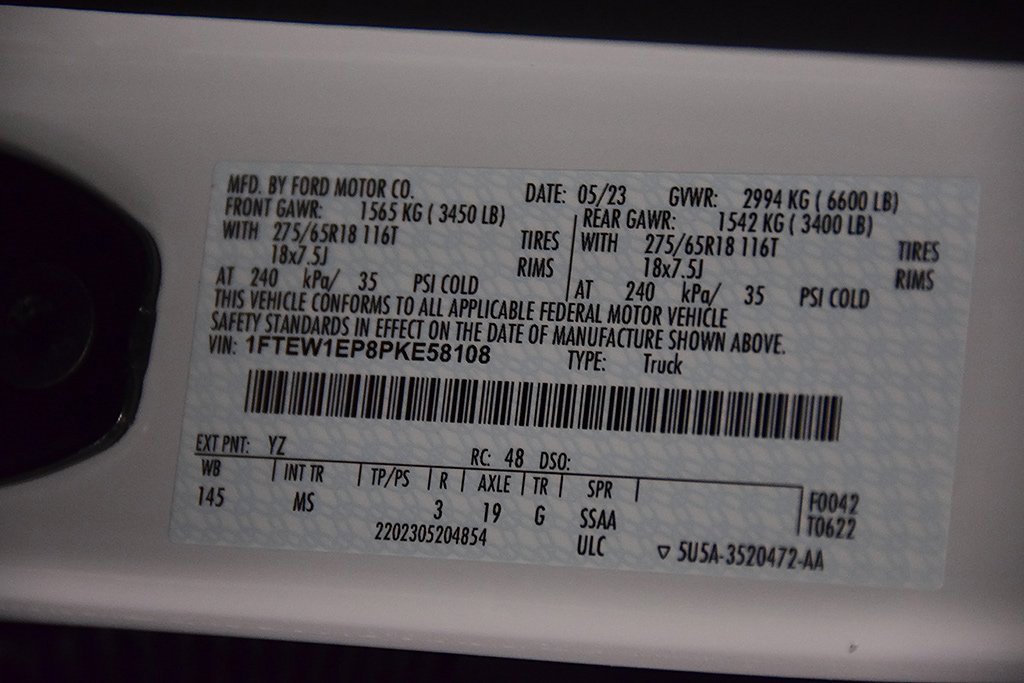 MFD. BY FORD MOTOR CO. DATE: 05/23 GVWR: 2994 KG ( 6600 LB)
FRONT GAWR: 1565 KG ( 3450 LB) REAR GAWR: 1542 KG ( 3400 LB)
WITH 275/65R18 116T TIRES WITH 275/65R18 116T TIRES
18x7.5J RIMS 18x7.5J RIMS
AT 240 kPa/ 35 PSI COLD AT 240 kPa/ 35 PSI COLD
THIS VEHICLE CONFORMS TO ALL APPLICABLE FEDERAL MOTOR VEHICLE
SAFETY STANDARDS IN EFFECT ON THE DATE OF MANUFACTURE SHOWN ABOVE.
VIN: 1FTEW1EP8PKE58108 TYPE: Truck
EXT PNT: YZ RC: 48 DSO:
WB INT TR TP/PS R AXLE TR SPR F0042
145 MS 3 19 G SSAA T0622
2202305204854 ULC 5U5A-3520472-AA